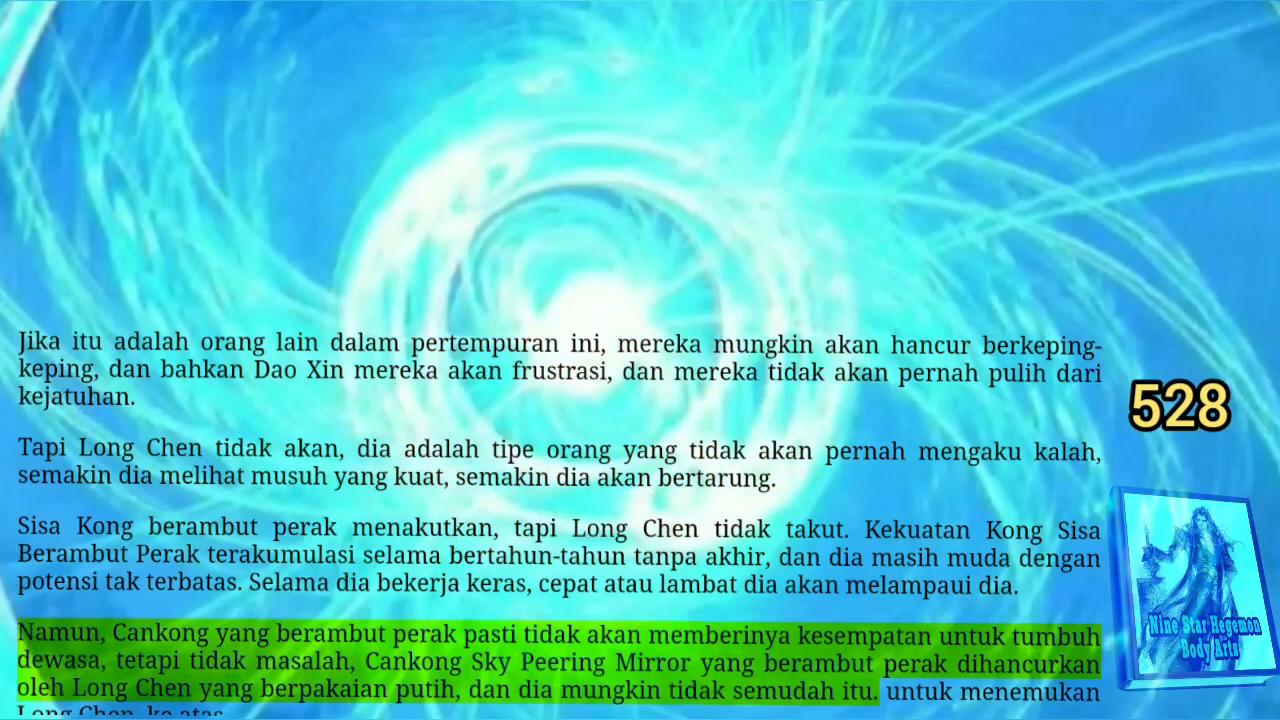 Jika itu adalah orang lain dalam pertempuran ini, mereka mungkin akan hancur berkeping-
keping, dan bahkan Dao Xin mereka akan frustrasi, dan mereka tidak akan pernah pulih dari
kejatuhan.
Tapi Long Chen tidak akan, dia adalah tipe orang yang tidak akan pernah mengaku kalah,
semakin dia melihat musuh yang kuat, semakin dia akan bertarung.
Sisa Kong berambut perak menakutkan, tapi Long Chen tidak takut. Kekuatan Kong Sisa
Berambut Perak terakumulasi selama bertahun-tahun tanpa akhir, dan dia masih muda dengan
potensi tak terbatas. Selama dia bekerja keras, cepat atau lambat dia akan melampaui dia.
Namun, Cankong yang berambut perak pasti tidak akan memberinya kesempatan untuk tumbuh
dewasa, tetapi tidak masalah, Cankong Sky Peering Mirror yang berambut perak dihancurkan
oleh Long Chen yang berpakaian putih, dan dia mungkin tidak semudah itu. untuk menemukan
Long Chen, ke atas
528
Nine Star Hegemon
Body Arts